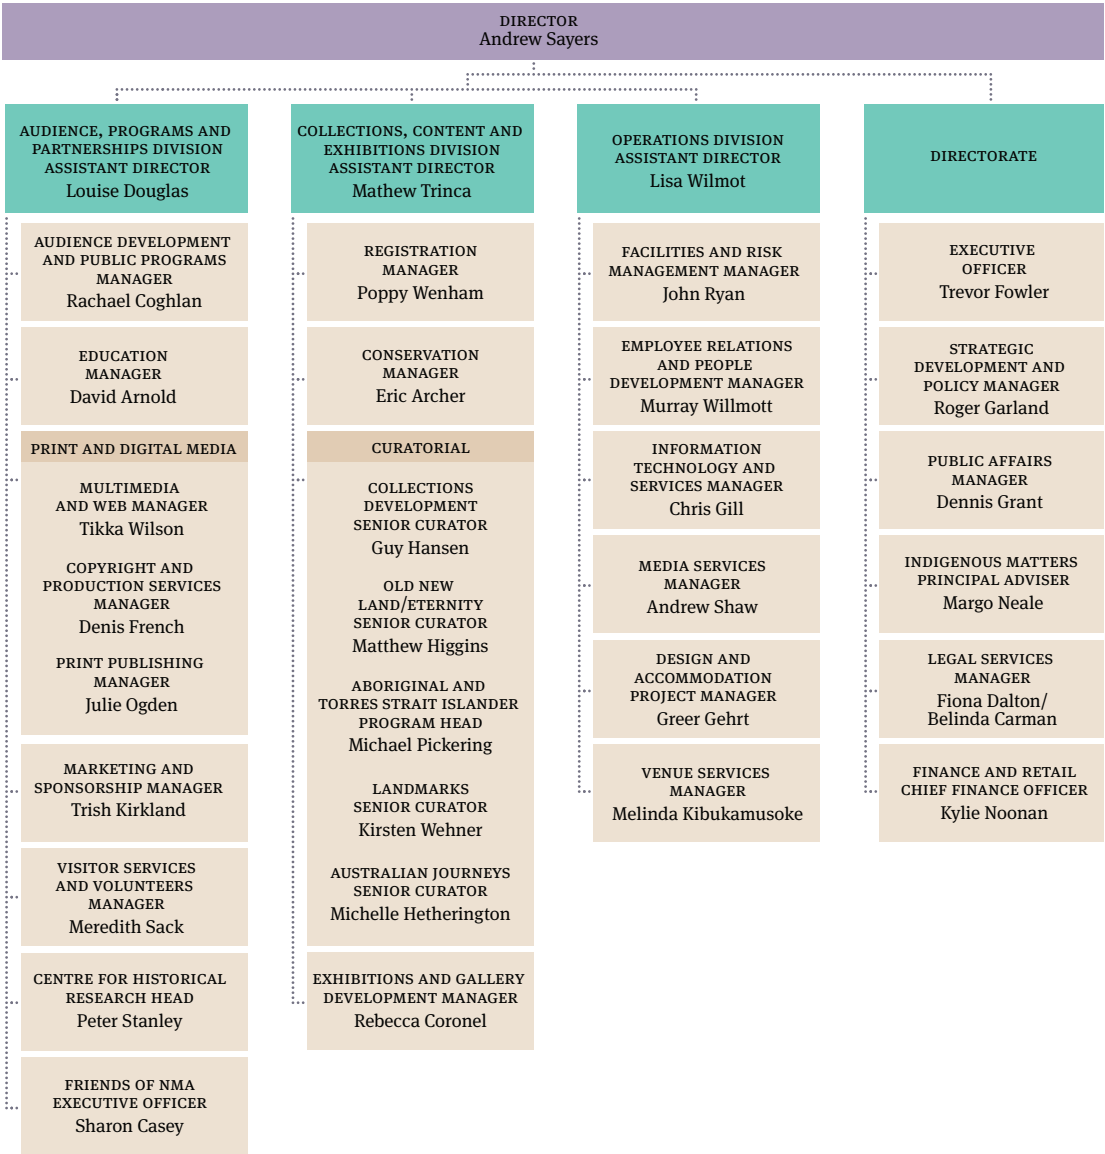 DIRECTOR
Andrew Sayers
AUDIENCE, PROGRAMS AND
PARTNERSHIPS DIVISION
ASSISTANT DIRECTOR
Louise Douglas
AUDIENCE DEVELOPMENT
AND PUBLIC PROGRAMS
MANAGER
Rachael Coghlan
EDUCATION
MANAGER
David Arnold
PRINT AND DIGITAL MEDIA
MULTIMEDIA
AND WEB MANAGER
Tikka Wilson
COPYRIGHT AND
PRODUCTION SERVICES
MANAGER
Denis French
PRINT PUBLISHING
MANAGER
Julie Ogden
MARKETING AND
SPONSORSHIP MANAGER
Trish Kirkland
VISITOR SERVICES
AND VOLUNTEERS
MANAGER
Meredith Sack
CENTRE FOR HISTORICAL
RESEARCH HEAD
Peter Stanley
FRIENDS OF NMA
EXECUTIVE OFFICER
Sharon Casey
COLLECTIONS, CONTENT AND
EXHIBITIONS DIVISION
ASSISTANT DIRECTOR
Mathew Trinca
REGISTRATION
MANAGER
Poppy Wenham
CONSERVATION
MANAGER
Eric Archer
CURATORIAL
COLLECTIONS
DEVELOPMENT
SENIOR CURATOR
Guy Hansen
OLD NEW
LAND/ETERNITY
SENIOR CURATOR
Matthew Higgins
ABORIGINAL AND
TORRES STRAIT ISLANDER
PROGRAM HEAD
Michael Pickering
LANDMARKS
SENIOR CURATOR
Kirsten Wehner
AUSTRALIAN JOURNEYS
SENIOR CURATOR
Michelle Hetherington
EXHIBITIONS AND GALLERY
DEVELOPMENT MANAGER
Rebecca Coronel
OPERATIONS DIVISION
ASSISTANT DIRECTOR
Lisa Wilmot
FACILITIES AND RISK
MANAGEMENT MANAGER
John Ryan
EMPLOYEE RELATIONS
AND PEOPLE
DEVELOPMENT MANAGER
Murray Willmott
INFORMATION
TECHNOLOGY AND
SERVICES MANAGER
Chris Gill
MEDIA SERVICES
MANAGER
Andrew Shaw
DESIGN AND
ACCOMMODATION
PROJECT MANAGER
Greer Gehrt
VENUE SERVICES
MANAGER
Melinda Kibukamusoke
DIRECTORATE
EXECUTIVE
OFFICER
Trevor Fowler
STRATEGIC
DEVELOPMENT AND
POLICY MANAGER
Roger Garland
PUBLIC AFFAIRS
MANAGER
Dennis Grant
INDIGENOUS MATTERS
PRINCIPAL ADVISER
Margo Neale
LEGAL SERVICES
MANAGER
Fiona Dalton/
Belinda Carman
FINANCE AND RETAIL
CHIEF FINANCE OFFICER
Kylie Noonan